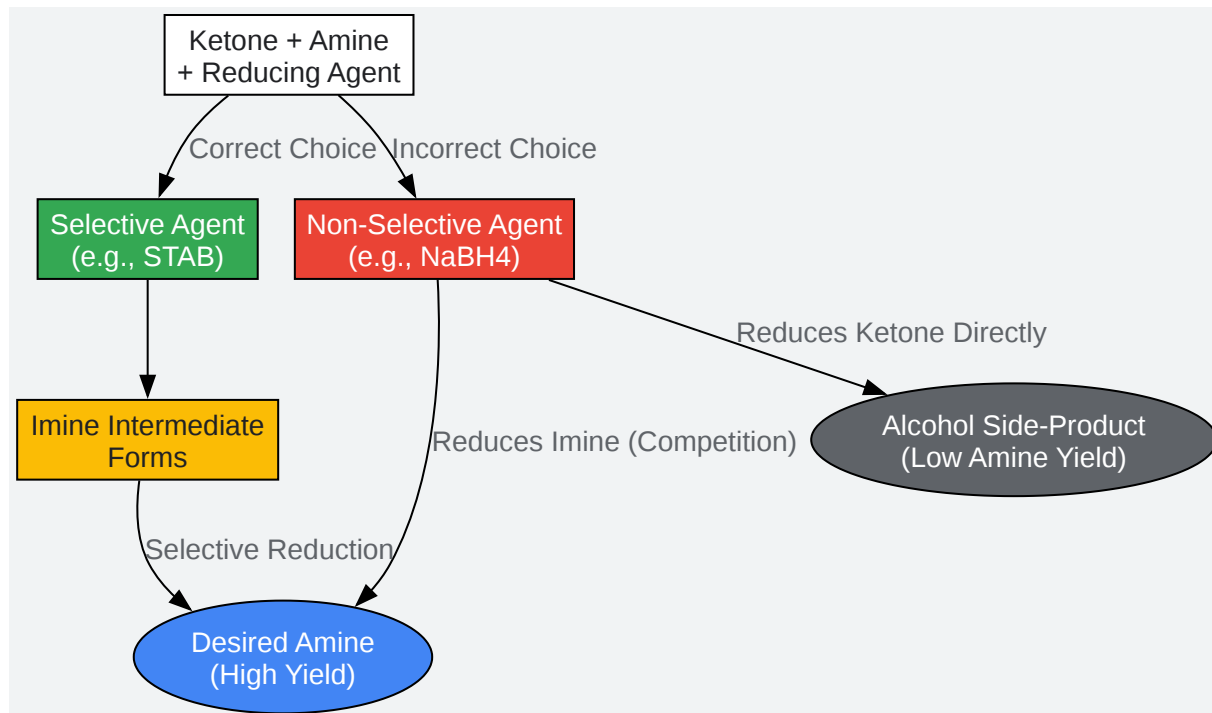 Ketone + Amine
+ Reducing Agent
Correct Choice
Incorrect Choice
Selective Agent
(e.g., STAB)
Non-Selective Agent
(e.g., NaBH4)
Reduces Ketone Directly
Imine Intermediate
Forms
Reduces Imine (Competition)
Alcohol Side-Product
(Low Amine Yield)
Selective Reduction
Desired Amine
(High Yield)